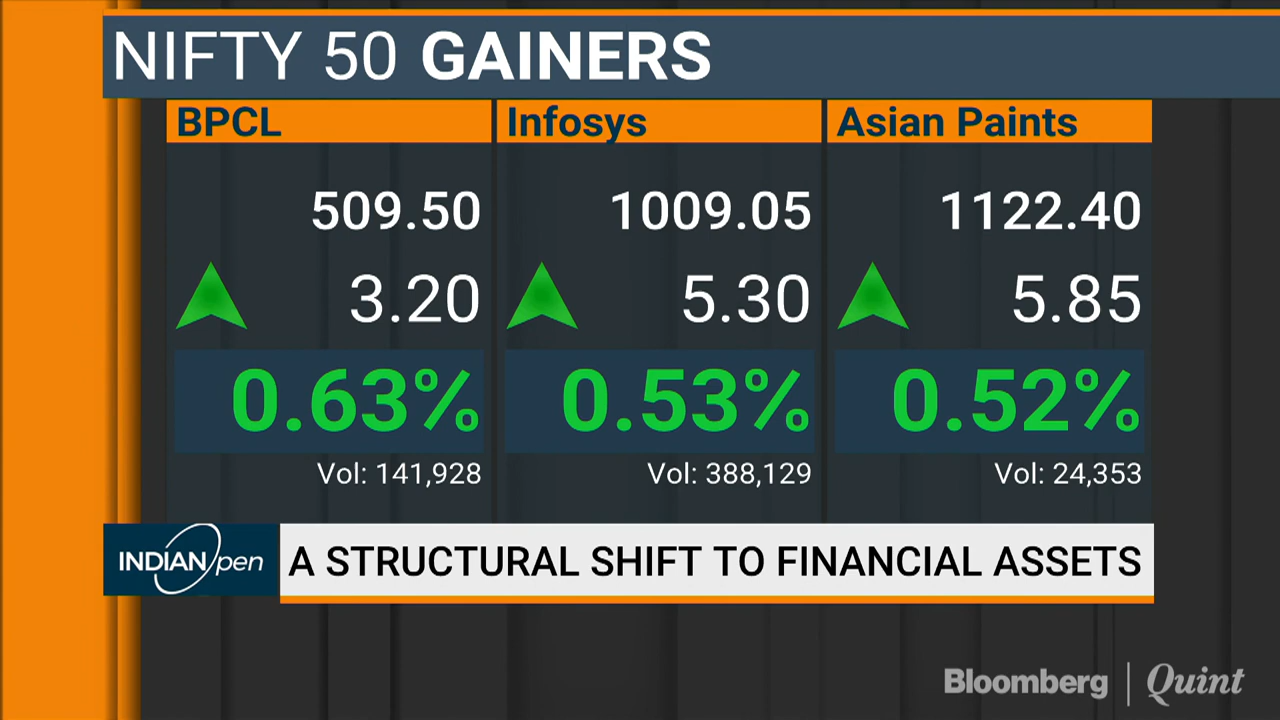 NIFTY 50 GAINERS
BPCL
509.50
3.20
0.63%
Vol: 141,928
Infosys
1009.05
5.30
0.53%
Vol: 388,129
Asian Paints
1122.40
5.85
0.52%
Vol: 24,353
INDIAN Open
A STRUCTURAL SHIFT TO FINANCIAL ASSETS
Bloomberg | Quint